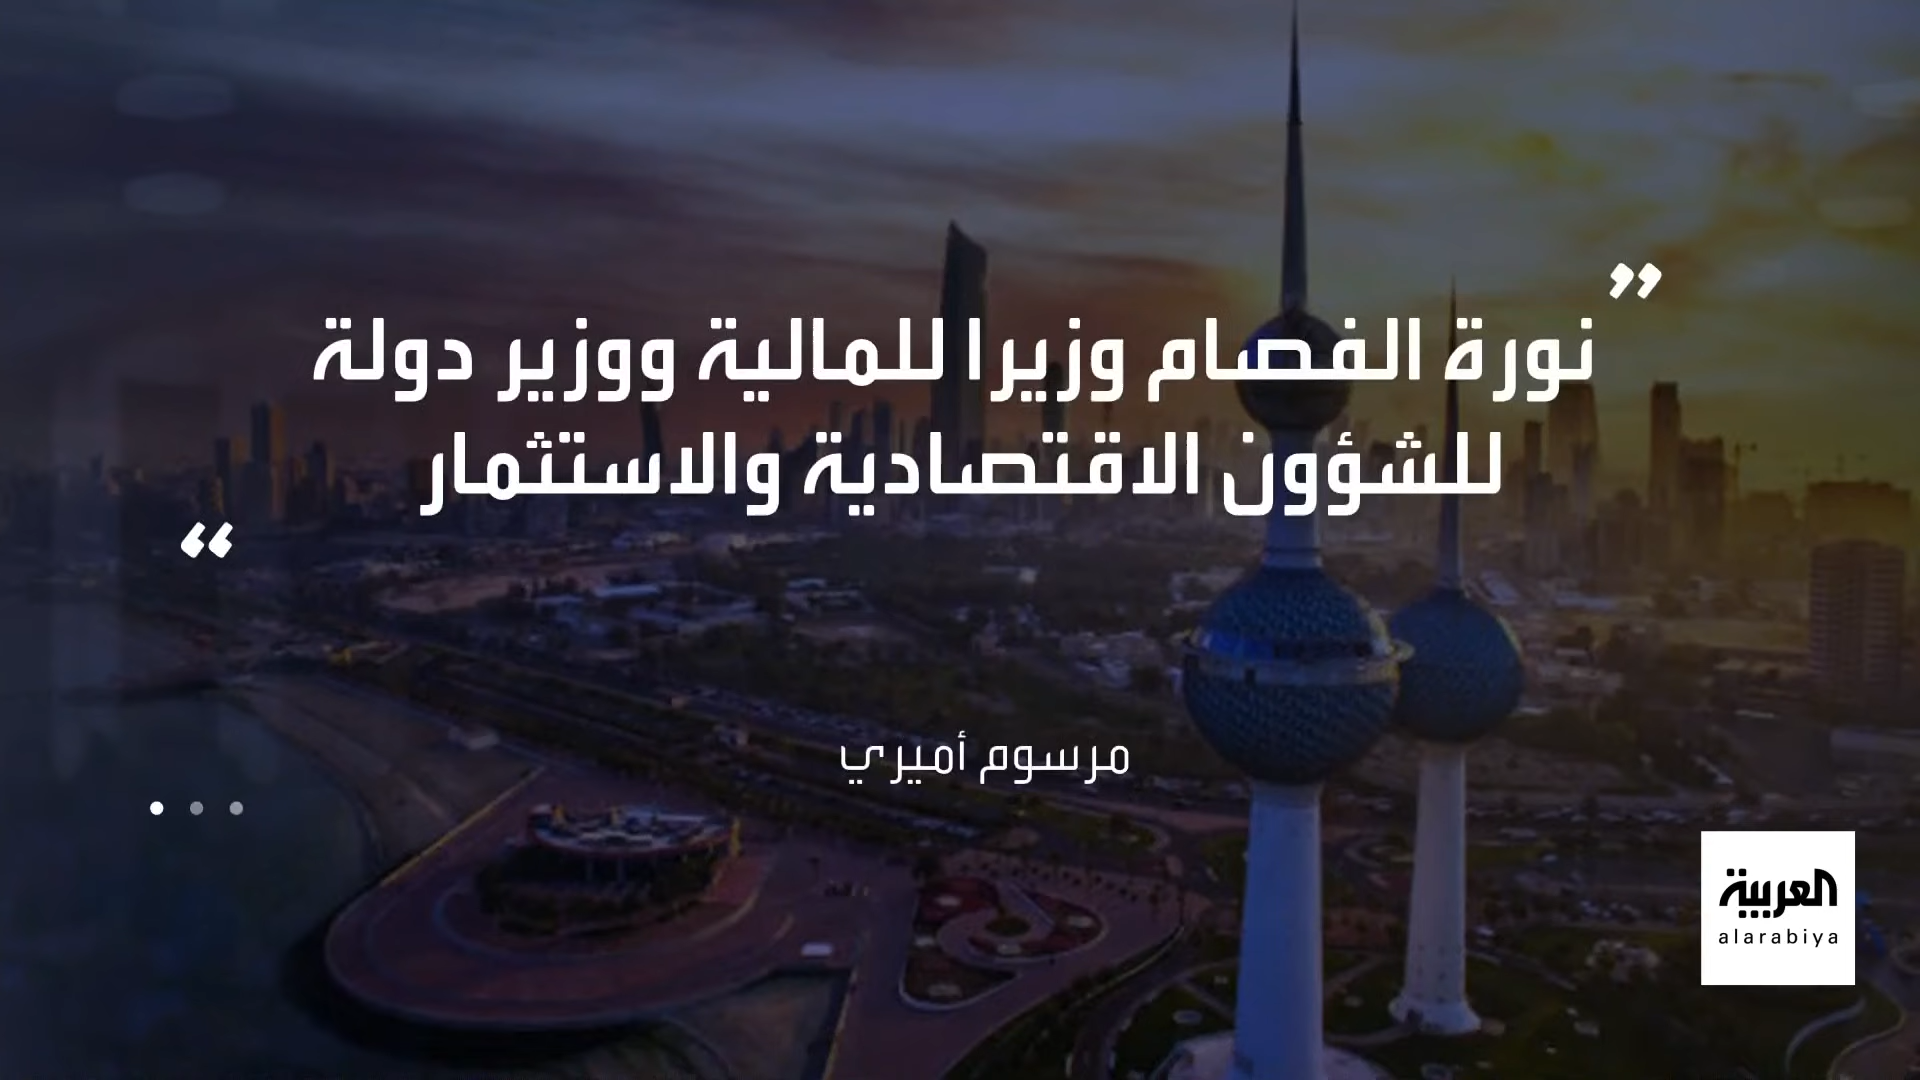 ”
نورة الفصام وزيرا للمالية ووزير دولة
للشؤون الاقتصادية والاستثمار
“
مرسوم أميري
العربية
alarabiya